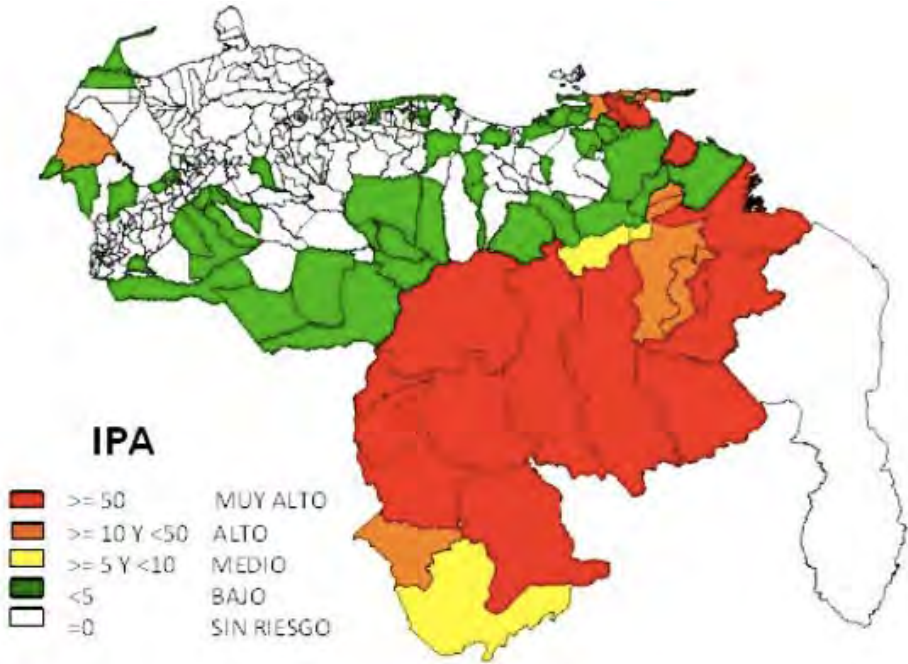 IPA
>= 50 MUY ALTO
>= 10 Y <50 ALTO
>= 5 Y <10 MEDIO
<5 BAJO
=0 SIN RIESGO